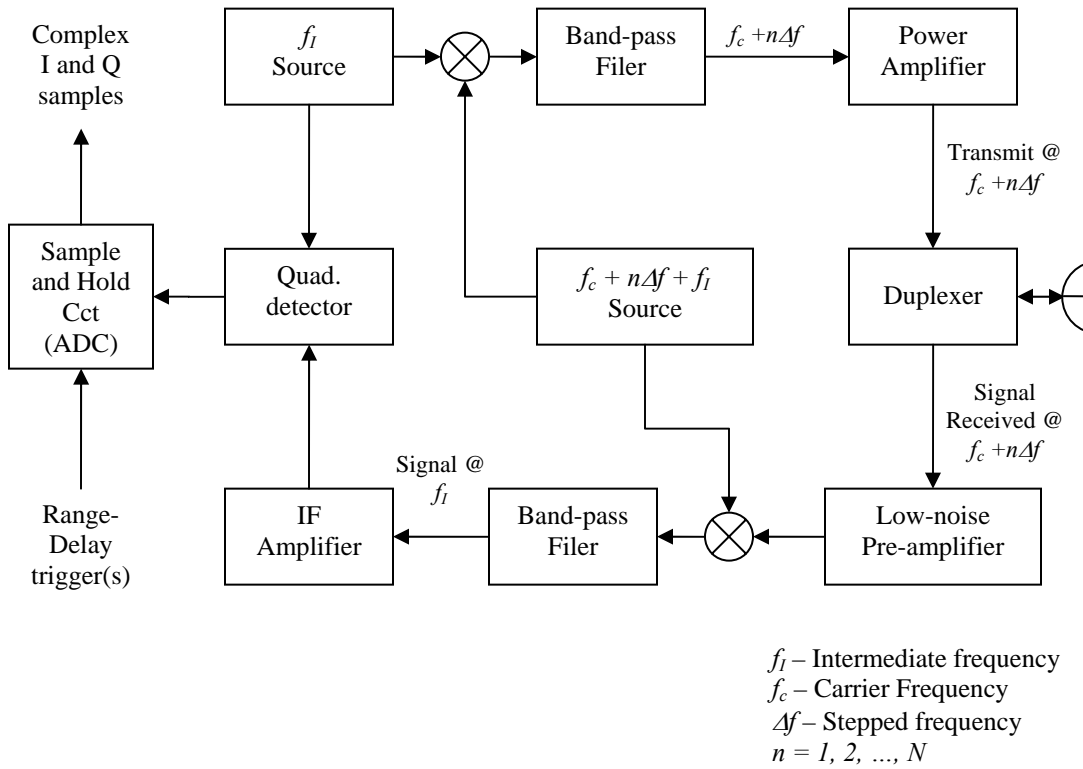 Complex
I and Q
samples
f_I
Source
Band-pass
Filer
f_c +nΔf
Power
Amplifier
Transmit @
f_c +nΔf
Sample
and Hold
Cct
(ADC)
Quad.
detector
f_c + nΔf + f_I
Source
Duplexer
Signal
Received @
f_c +nΔf
Signal @
f_I
Range-
Delay
trigger(s)
IF
Amplifier
Band-pass
Filer
Low-noise
Pre-amplifier
f_I – Intermediate frequency
f_c – Carrier Frequency
Δf – Stepped frequency
n = 1, 2, ..., N